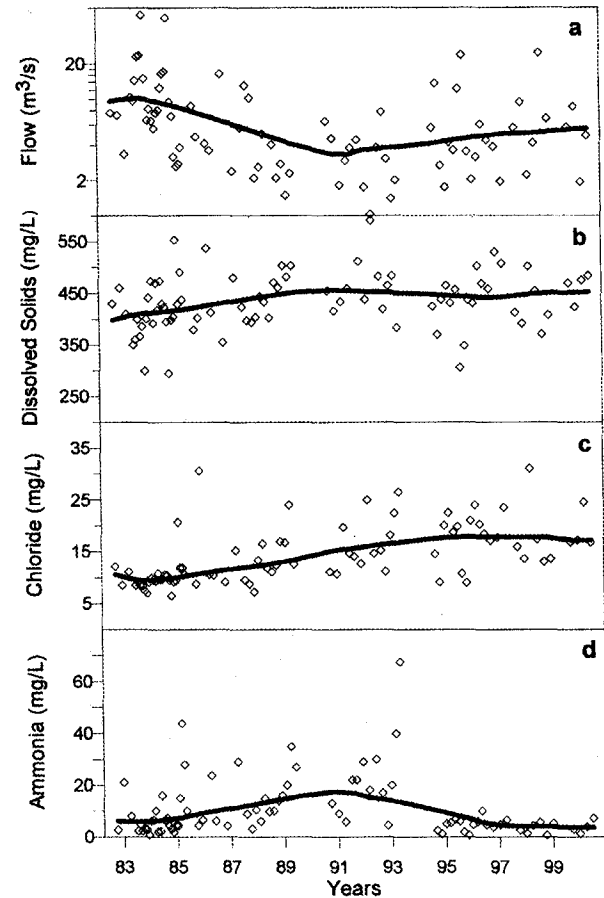 a
Flow (m³/s)
20
2
b
Dissolved Solids (mg/L)
550
450
350
250
c
Chloride (mg/L)
35
25
15
5
d
Ammonia (mg/L)
60
40
20
0
83 85 87 89 91 93 95 97 99
Years